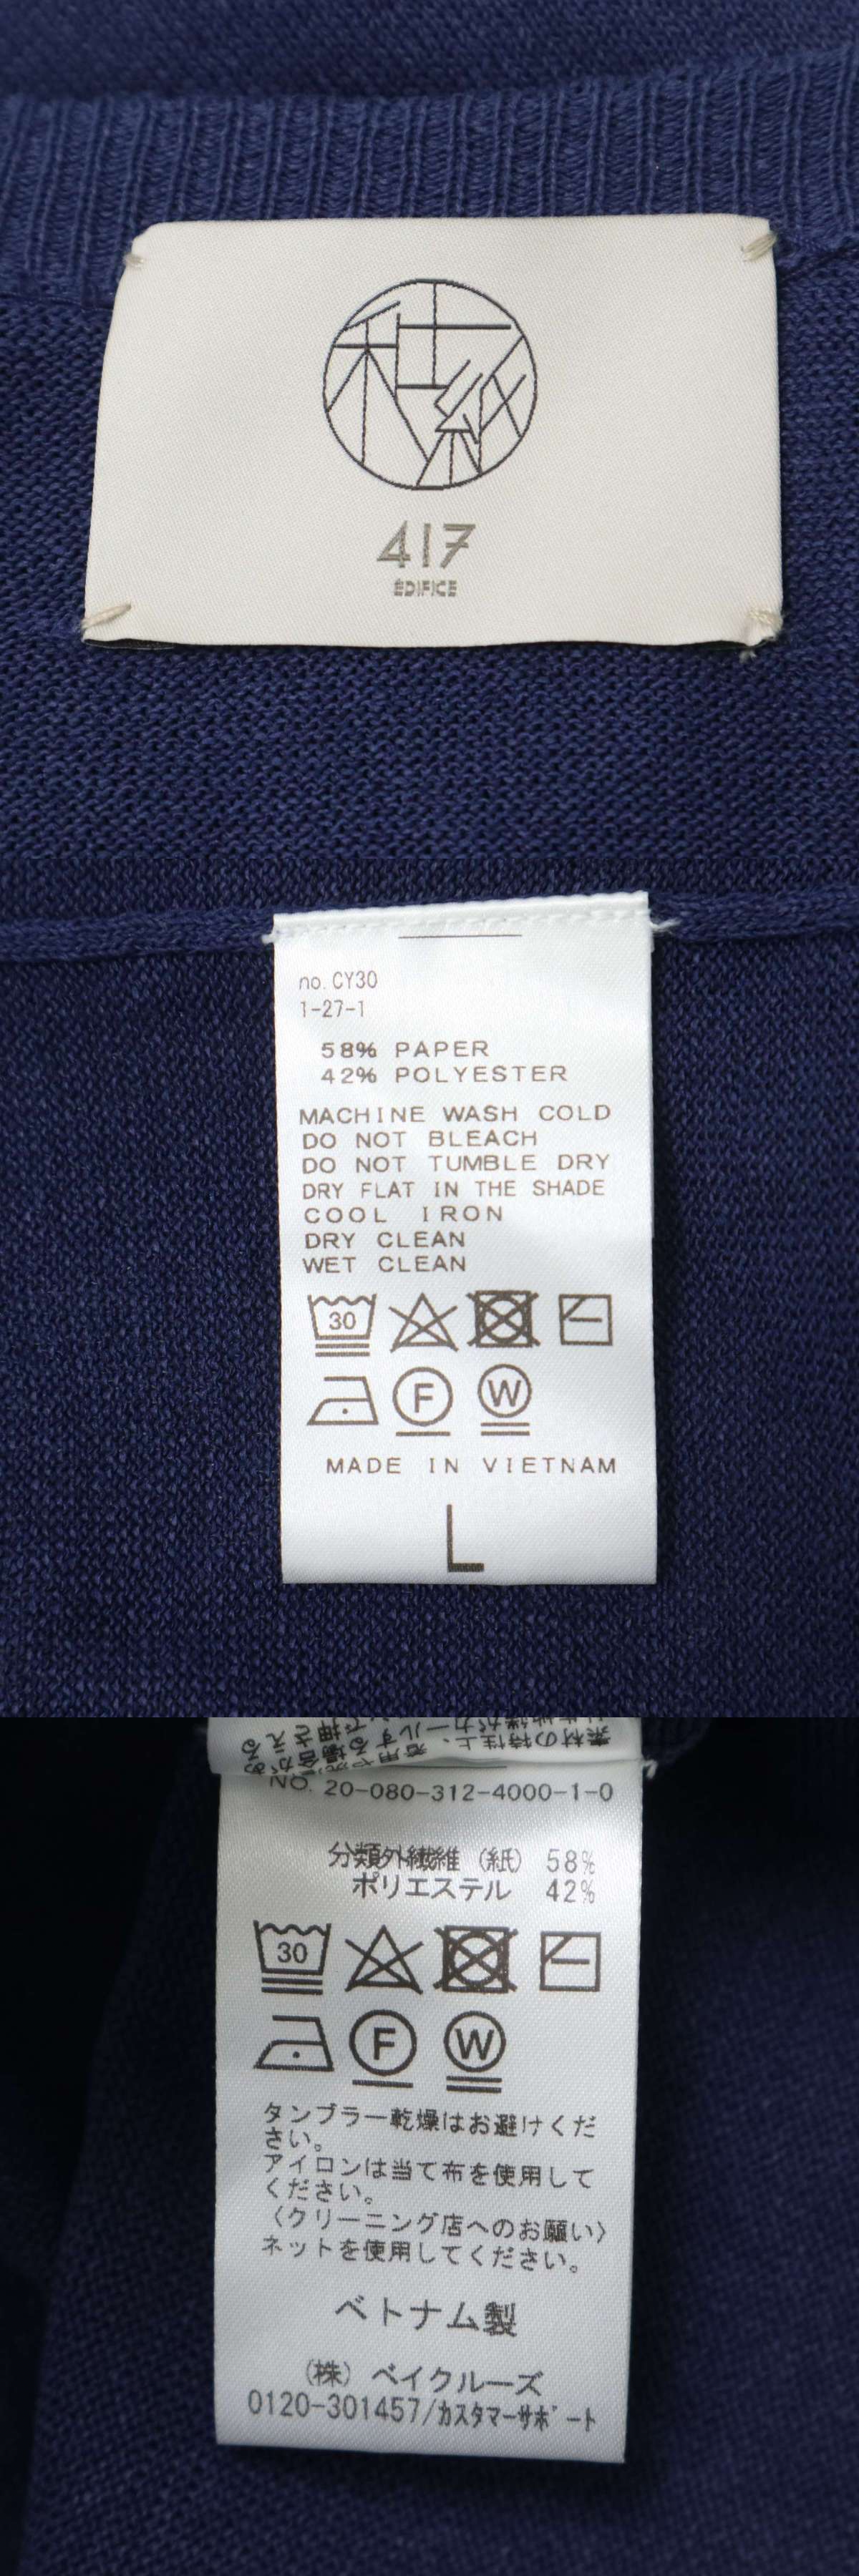 417
ÉDIFICE
no. CY30
1-27-1
58% PAPER
42% POLYESTER
MACHINE WASH COLD
DO NOT BLEACH
DO NOT TUMBLE DRY
DRY FLAT IN THE SHADE
COOL IRON
DRY CLEAN
WET CLEAN
30
F W
MADE IN VIETNAM
L
素材の特性上、
NO. 20-080-312-4000-1-0
分類外繊維 (紙) 58%
ポリエステル 42%
30
F W
タンブラー乾燥はお避けくだ
さい。
アイロンは当て布を使用して
ください。
〈クリーニング店へのお願い〉
ネットを使用してください。
ベトナム製
(株) ベイクルーズ
0120-301457/カスタマーサポート